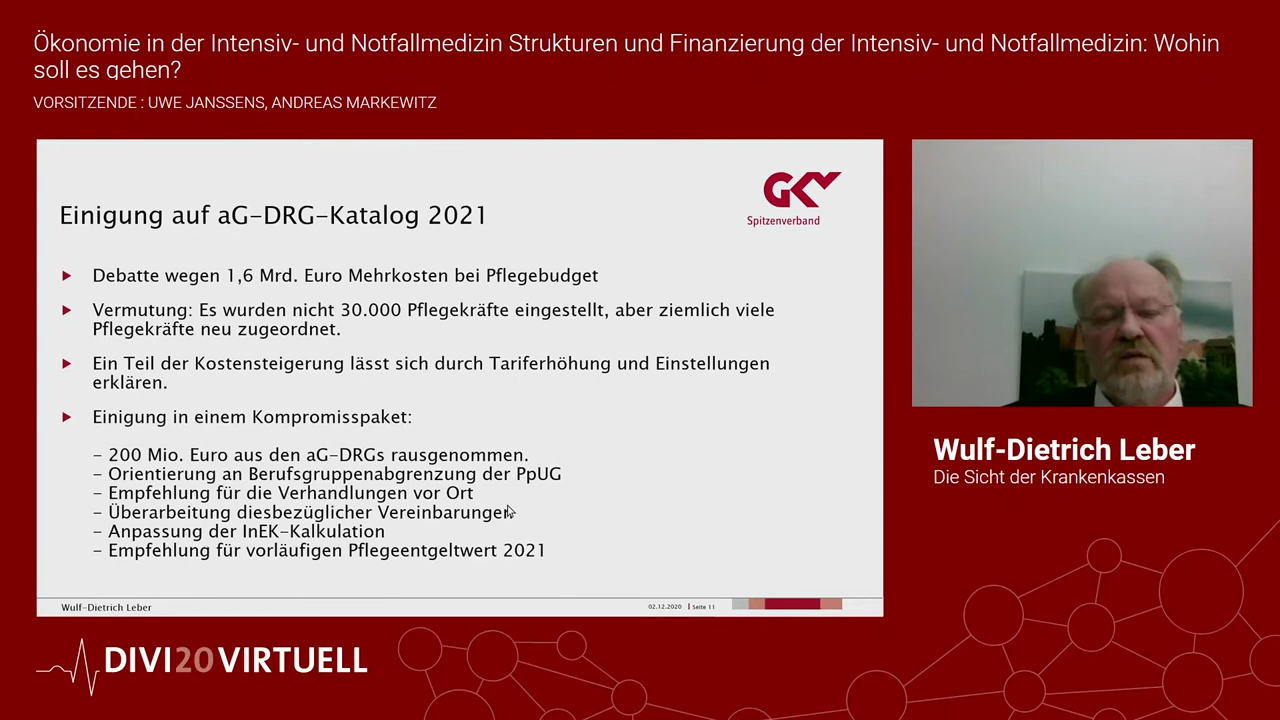 Ökonomie in der Intensiv- und Notfallmedizin Strukturen und Finanzierung der Intensiv- und Notfallmedizin: Wohin
soll es gehen?
VORSITZENDE : UWE JANSSENS, ANDREAS MARKEWITZ
GKV
Spitzenverband
Einigung auf aG-DRG-Katalog 2021
Debatte wegen 1,6 Mrd. Euro Mehrkosten bei Pflegebudget
Vermutung: Es wurden nicht 30.000 Pflegekräfte eingestellt, aber ziemlich viele
Pflegekräfte neu zugeordnet.
Ein Teil der Kostensteigerung lässt sich durch Tariferhöhung und Einstellungen
erklären.
Einigung in einem Kompromisspaket:
– 200 Mio. Euro aus den aG-DRGs rausgenommen.
– Orientierung an Berufsgruppenabgrenzung der PpUG
– Empfehlung für die Verhandlungen vor Ort
– Überarbeitung diesbezüglicher Vereinbarungen
– Anpassung der InEK-Kalkulation
– Empfehlung für vorläufigen Pflegeentgeltwert 2021
Wulf-Dietrich Leber
02.12.2020 | Seite 11
Wulf-Dietrich Leber
Die Sicht der Krankenkassen
DIVI20VIRTUELL